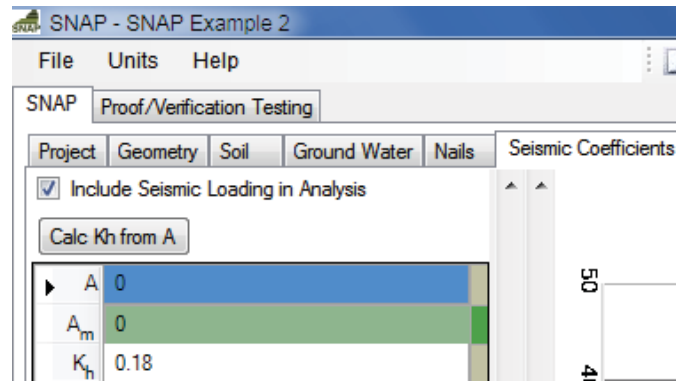 SNAP SNAP - SNAP Example 2
File Units Help
SNAP Proof/Verification Testing
Project Geometry Soil Ground Water Nails Seismic Coefficients
Include Seismic Loading in Analysis
Calc Kh from A
A 0
Am 0
Kh 0.18
50